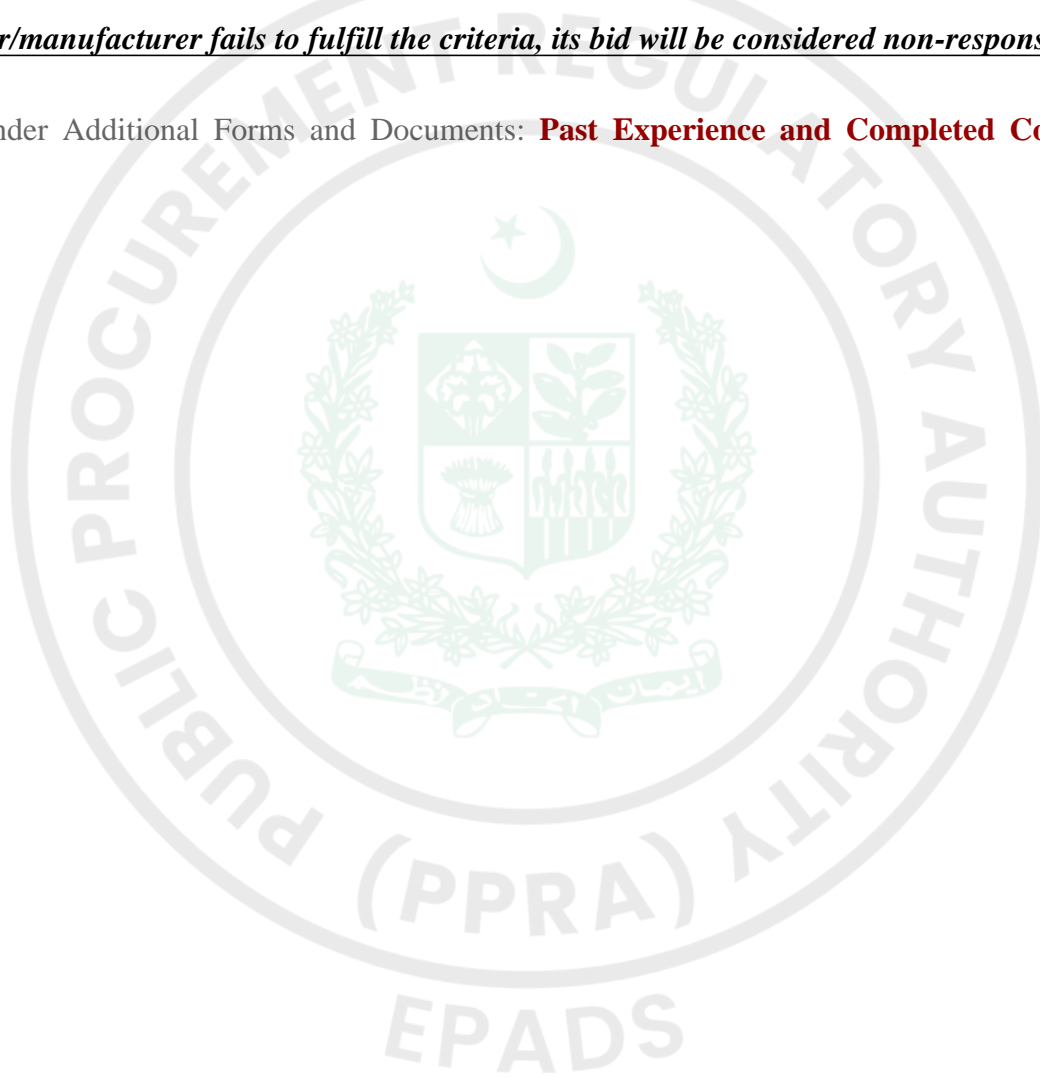 r/manufacturer fails to fulfill the criteria, its bid will be considered non-respons
nder Additional Forms and Documents: Past Experience and Completed Co
PUBLIC PROCUREMENT REGULATORY AUTHORITY
(PPRA)
EPADS